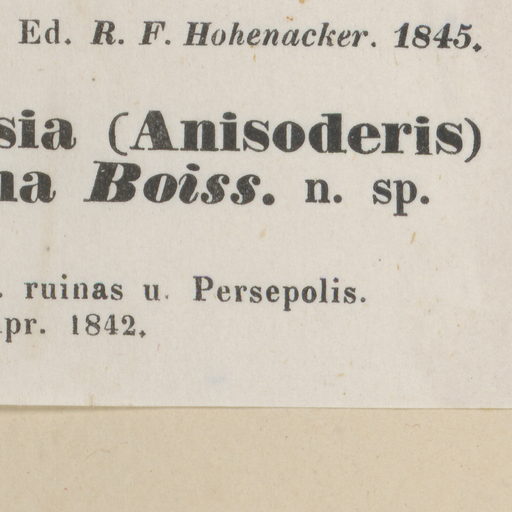 Ed. R. F. Hohenacker. 1845.
sia (Anisoderis)
na Boiss. n. sp.
. ruinas u. Persepolis.
pr. 1842.